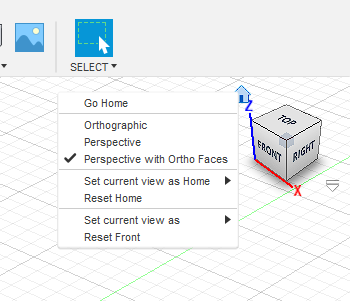 SELECT
Go Home
Orthographic
Perspective
Perspective with Ortho Faces
Set current view as Home
Reset Home
Set current view as
Reset Front
Z
TOP
FRONT
RIGHT
X